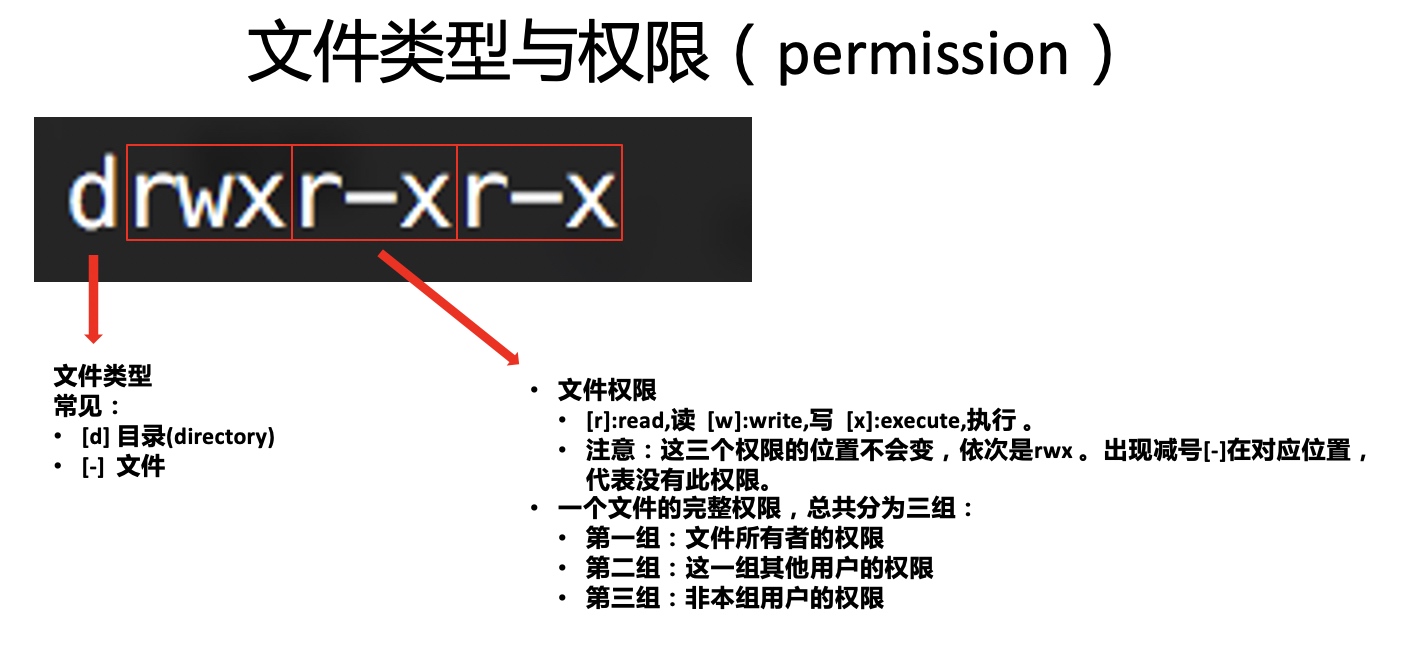 文件类型与权限（permission）
drwxr-xr-x
文件类型
常见：
• [d] 目录(directory)
• [-] 文件
• 文件权限
• [r]:read,读 [w]:write,写 [x]:execute,执行 。
• 注意：这三个权限的位置不会变，依次是rwx 。出现减号[-]在对应位置，
代表没有此权限。
• 一个文件的完整权限，总共分为三组：
• 第一组：文件所有者的权限
• 第二组：这一组其他用户的权限
• 第三组：非本组用户的权限